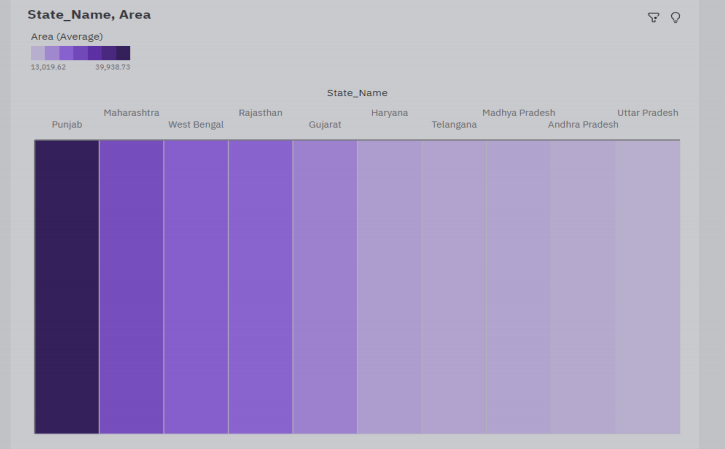 State_Name, Area
Area (Average)
13,019.62 39,938.73
State_Name
Maharashtra Rajasthan Haryana Madhya Pradesh Uttar Pradesh
Punjab West Bengal Gujarat Telangana Andhra Pradesh